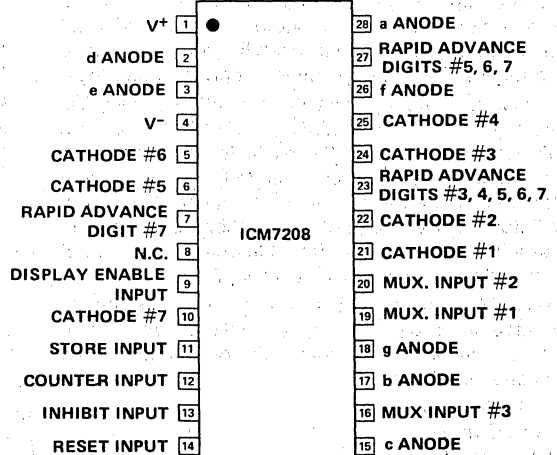 V+ 1
d ANODE 2
e ANODE 3
V- 4
CATHODE #6 5
CATHODE #5 6
RAPID ADVANCE
DIGIT #7 7
N.C. 8
DISPLAY ENABLE
INPUT 9
CATHODE #7 10
STORE INPUT 11
COUNTER INPUT 12
INHIBIT INPUT 13
RESET INPUT 14
ICM7208
28 a ANODE
27 RAPID ADVANCE
DIGITS #5, 6, 7
26 f ANODE
25 CATHODE #4
24 CATHODE #3
23 RAPID ADVANCE
DIGITS #3, 4, 5, 6, 7
22 CATHODE #2
21 CATHODE #1
20 MUX. INPUT #2
19 MUX. INPUT #1
18 g ANODE
17 b ANODE
16 MUX INPUT #3
15 c ANODE